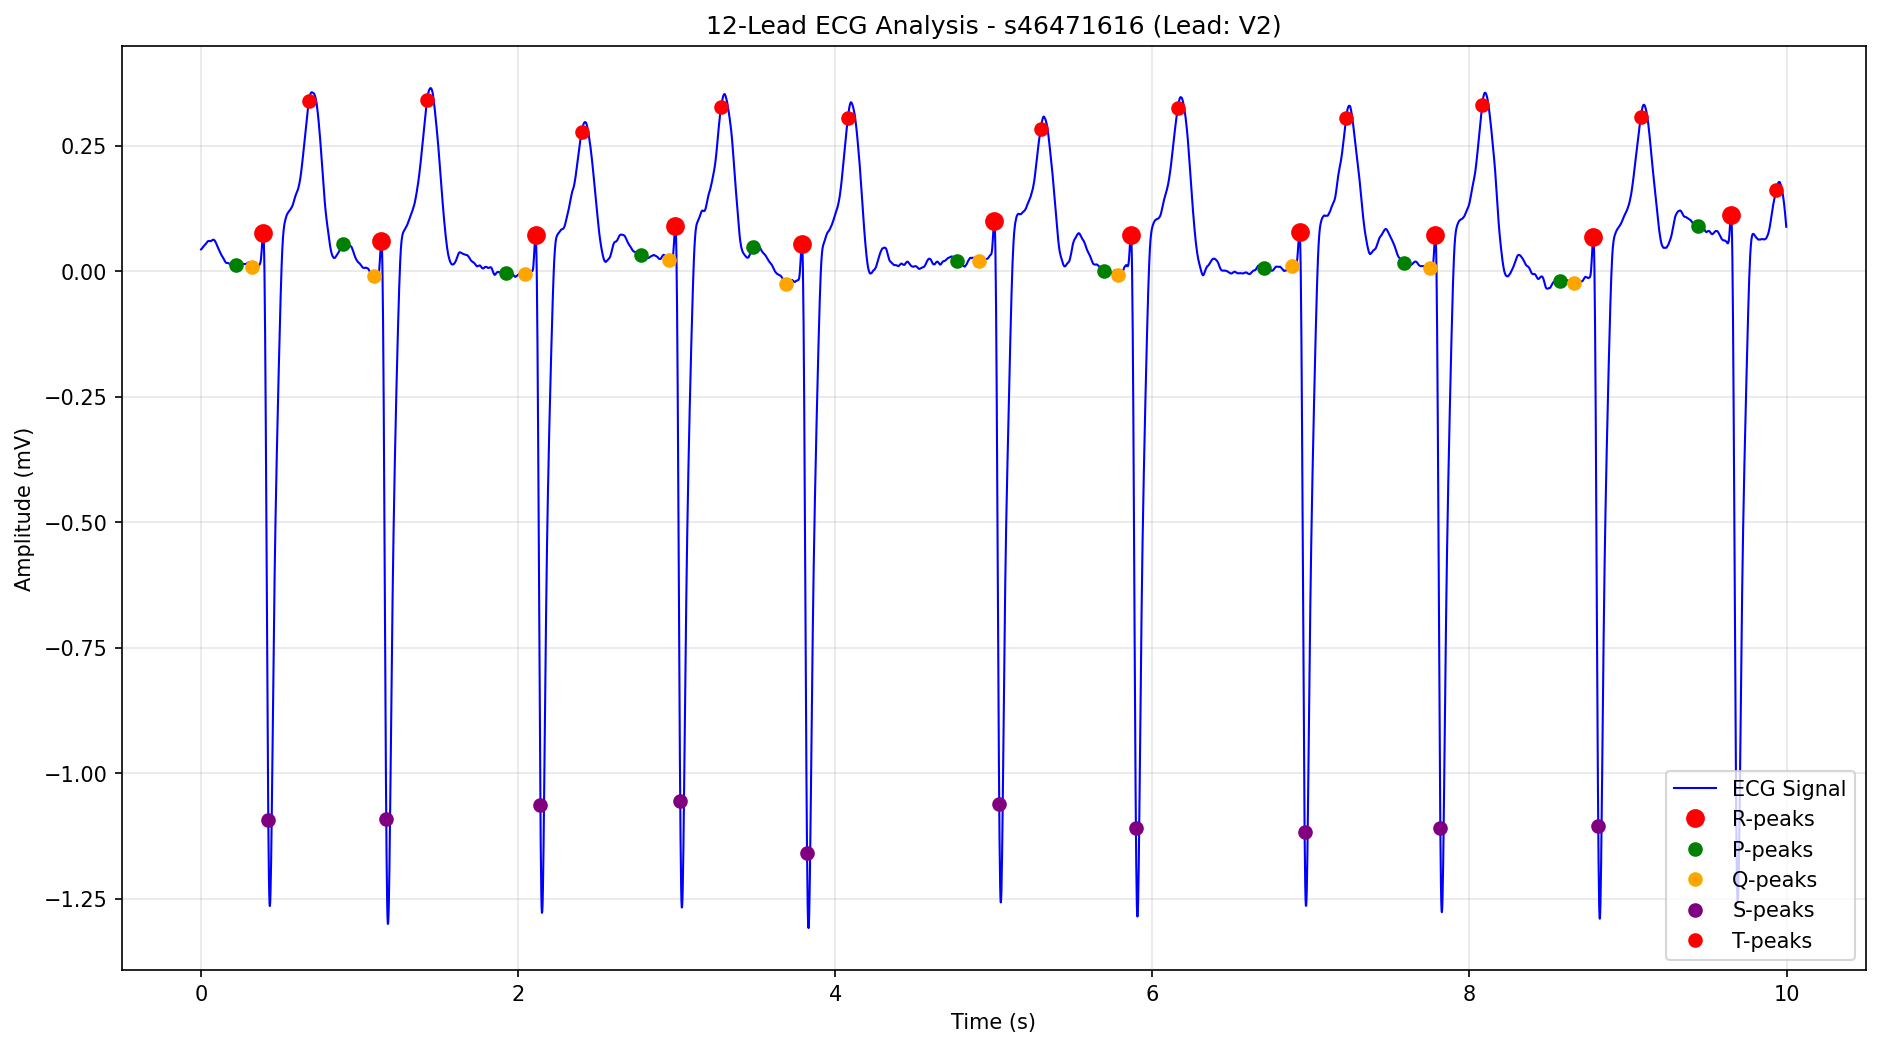 12-Lead ECG Analysis - s46471616 (Lead: V2)
Amplitude (mV)
0.25
0.00
−0.25
−0.50
−0.75
−1.00
−1.25
ECG Signal
R-peaks
P-peaks
Q-peaks
S-peaks
T-peaks
0 2 4 6 8 10
Time (s)